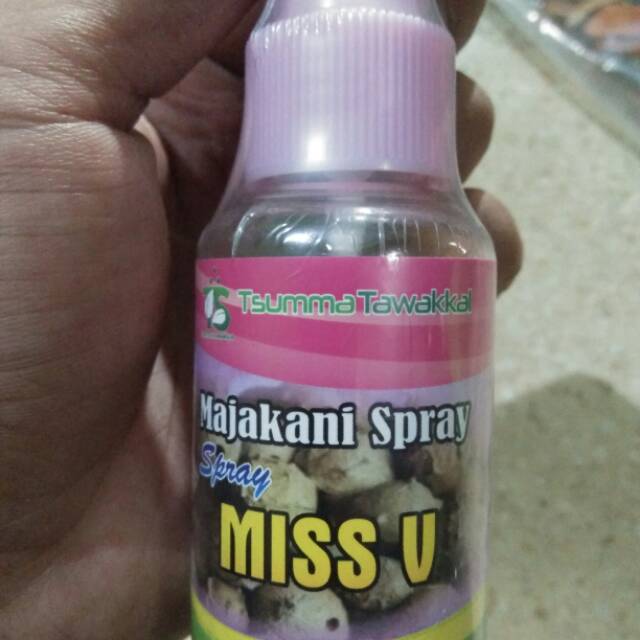 Tsumma Tawakkal
Majakani Spray
Spray
MISS V